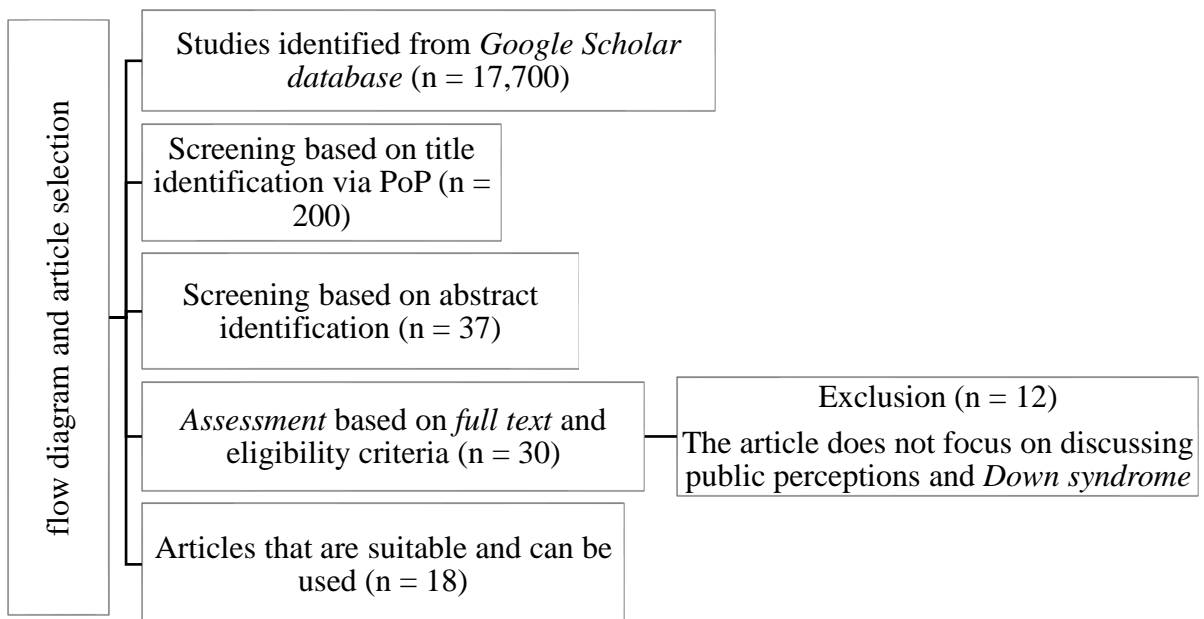 flow diagram and article selection
Studies identified from Google Scholar
database (n = 17,700)
Screening based on title
identification via PoP (n =
200)
Screening based on abstract
identification (n = 37)
Assessment based on full text and
eligibility criteria (n = 30)
Exclusion (n = 12)
The article does not focus on discussing
public perceptions and Down syndrome
Articles that are suitable and can be
used (n = 18)